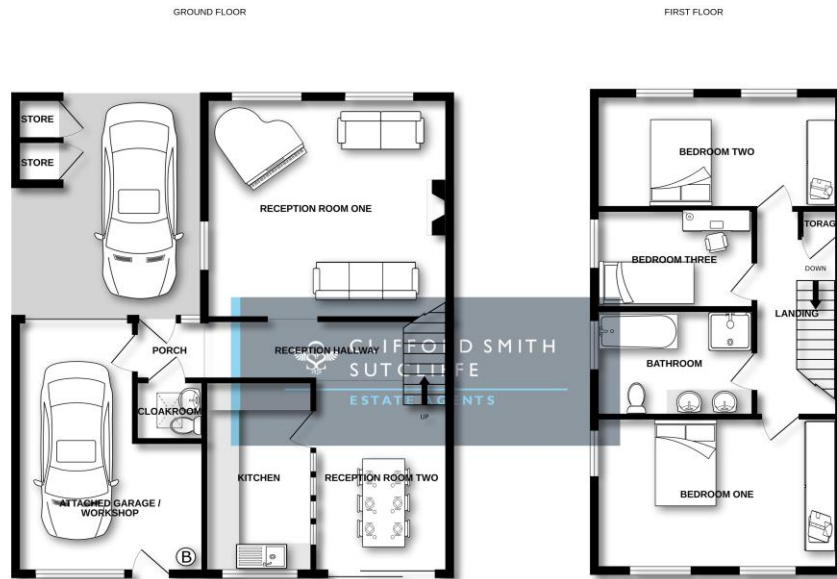 GROUND FLOOR
FIRST FLOOR
STORE
STORE
RECEPTION ROOM ONE
PORCH
RECEPTION HALLWAY
CLOAKROOM
UP
KITCHEN
RECEPTION ROOM TWO
ATTACHED GARAGE /
WORKSHOP
B
CLIFFORD SMITH
SUTCLIFFE
ESTATE AGENTS
BEDROOM TWO
TORAG
BEDROOM THREE
DOWN
LANDING
BATHROOM
BEDROOM ONE